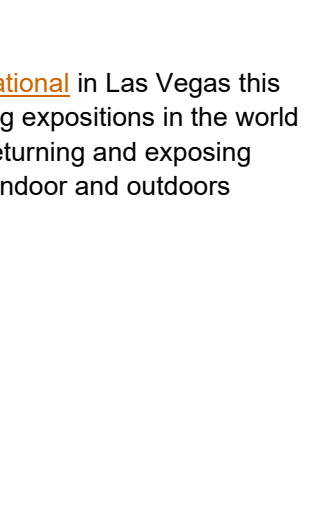 ational in Las Vegas this
g expositions in the world
eturning and exposing
ndoor and outdoors